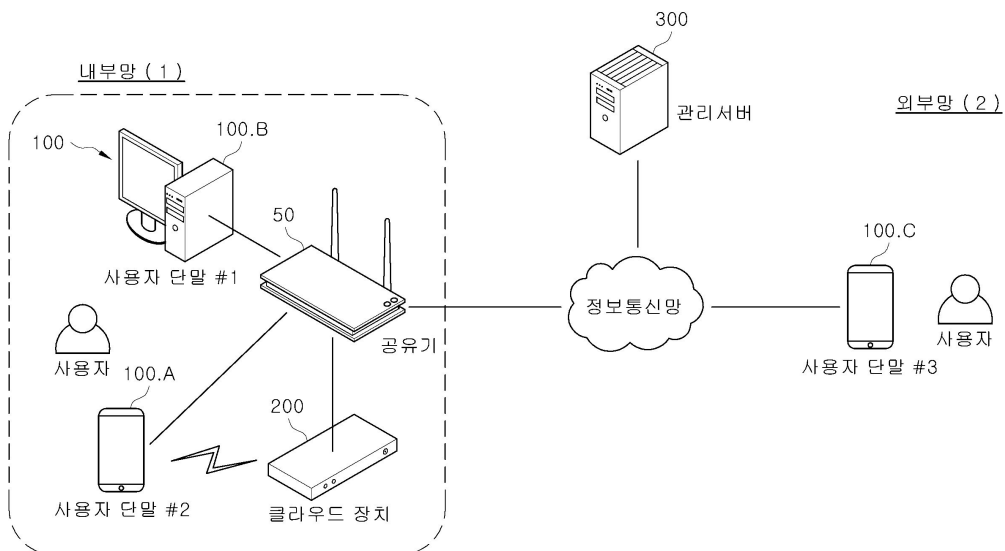 300
내부망 ( 1 )
관리서버
외부망 ( 2 )
100
100.B
50
사용자 단말 #1
100.C
정보통신망
공유기
사용자
사용자
사용자 단말 #3
100.A
200
사용자 단말 #2
클라우드 장치